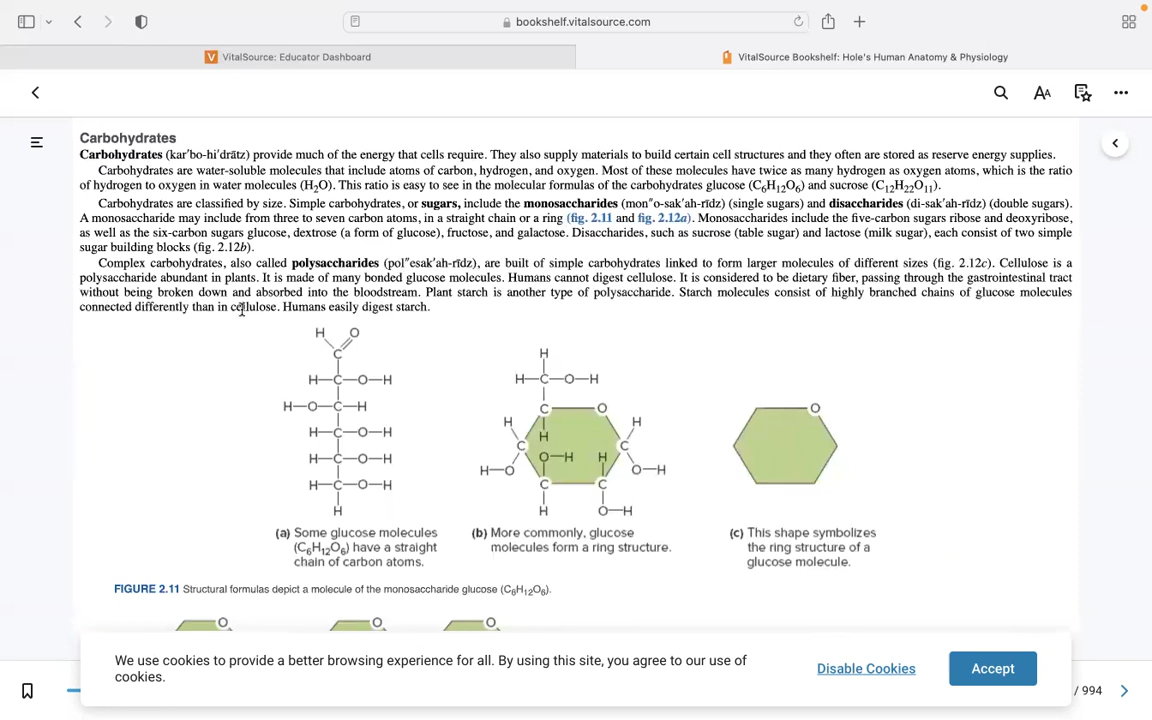 bookshelf.vitalsource.com
VitalSource: Educator Dashboard
VitalSource Bookshelf: Hole's Human Anatomy & Physiology
Carbohydrates
Carbohydrates (kar′bo-hi′drātz) provide much of the energy that cells require. They also supply materials to build certain cell structures and they often are stored as reserve energy supplies.
Carbohydrates are water-soluble molecules that include atoms of carbon, hydrogen, and oxygen. Most of these molecules have twice as many hydrogen as oxygen atoms, which is the ratio
of hydrogen to oxygen in water molecules (H₂O). This ratio is easy to see in the molecular formulas of the carbohydrates glucose (C₆H₁₂O₆) and sucrose (C₁₂H₂₂O₁₁).
Carbohydrates are classified by size. Simple carbohydrates, or sugars, include the monosaccharides (mon″o-sak′ah-rīdz) (single sugars) and disaccharides (di-sak′ah-rīdz) (double sugars).
A monosaccharide may include from three to seven carbon atoms, in a straight chain or a ring (fig. 2.11 and fig. 2.12a). Monosaccharides include the five-carbon sugars ribose and deoxyribose,
as well as the six-carbon sugars glucose, dextrose (a form of glucose), fructose, and galactose. Disaccharides, such as sucrose (table sugar) and lactose (milk sugar), each consist of two simple
sugar building blocks (fig. 2.12b).
Complex carbohydrates, also called polysaccharides (pol″esak′ah-rīdz), are built of simple carbohydrates linked to form larger molecules of different sizes (fig. 2.12c). Cellulose is a
polysaccharide abundant in plants. It is made of many bonded glucose molecules. Humans cannot digest cellulose. It is considered to be dietary fiber, passing through the gastrointestinal tract
without being broken down and absorbed into the bloodstream. Plant starch is another type of polysaccharide. Starch molecules consist of highly branched chains of glucose molecules
connected differently than in cellulose. Humans easily digest starch.
H O
C
H—C—O—H
H—O—C—H
H—C—O—H
H—C—O—H
H—C—O—H
H
H
H—C—O—H
C O
H H H
C C
O—H H
H—O O—H
C C
H O—H
O
(a) Some glucose molecules
(C₆H₁₂O₆) have a straight
chain of carbon atoms.
(b) More commonly, glucose
molecules form a ring structure.
(c) This shape symbolizes
the ring structure of a
glucose molecule.
FIGURE 2.11 Structural formulas depict a molecule of the monosaccharide glucose (C₆H₁₂O₆).
O O O
We use cookies to provide a better browsing experience for all. By using this site, you agree to our use of
cookies.
Disable Cookies
Accept
/ 994